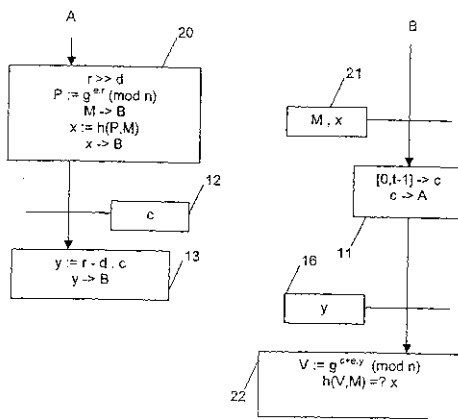 A
20
r >> d
P := g^e.r (mod n)
M -> B
x := h(P,M)
x -> B
12
c
y := r - d . c
y -> B
13
B
21
M , x
[0,t-1] -> c
c -> A
11
16
y
V := g^c+e.y (mod n)
h(V,M) =? x
22